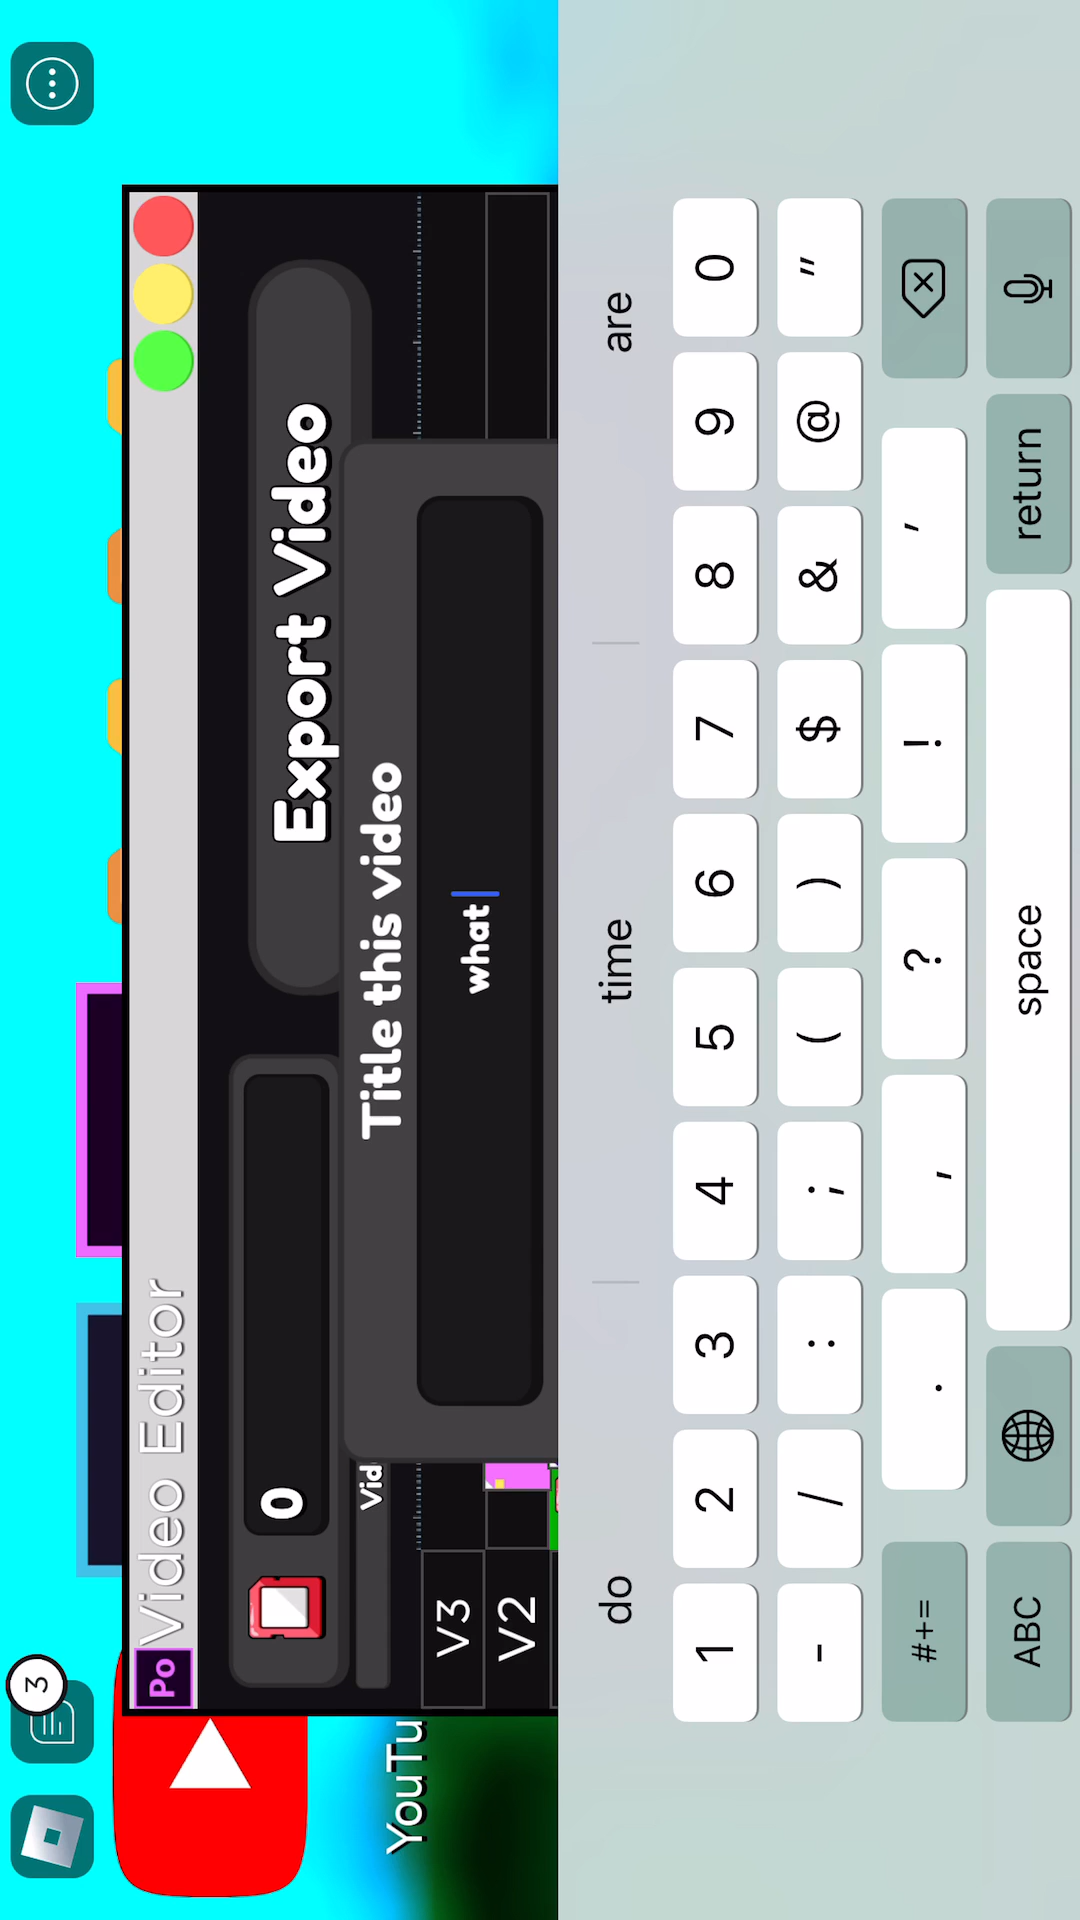 3
Po Video Editor
0
Export Video
Vid
Title this video
what
V3
V2
YouTu
do time are
1 2 3 4 5 6 7 8 9 0
- / : ; ( ) $ & @ "
#+= . , ? ! '
ABC space return